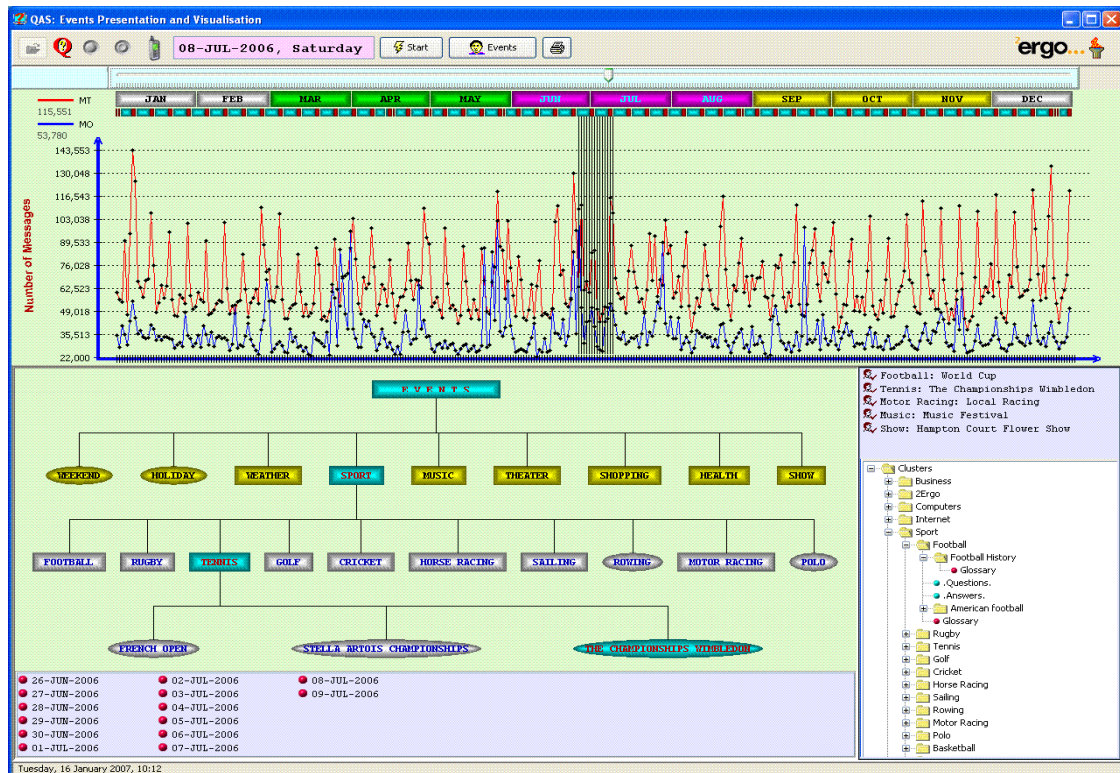 QAS: Events Presentation and Visualisation
08-JUL-2006, Saturday
Start
Events
2ergo...
MT
115,551
MO
53,780
JAN FEB MAR APR MAY JUN JUL AUG SEP OCT NOV DEC
Number of Messages
143,553
130,048
116,543
103,038
89,533
76,028
62,523
49,018
35,513
22,000
EVENTS
WEEKEND HOLIDAY WEATHER SPORT MUSIC THEATER SHOPPING HEALTH SHOW
FOOTBALL RUGBY TENNIS GOLF CRICKET HORSE RACING SAILING ROWING MOTOR RACING POLO
FRENCH OPEN STELLA ARTOIS CHAMPIONSHIPS THE CHAMPIONSHIPS WIMBLEDON
26-JUN-2006 02-JUL-2006 08-JUL-2006
27-JUN-2006 03-JUL-2006 09-JUL-2006
28-JUN-2006 04-JUL-2006
29-JUN-2006 05-JUL-2006
30-JUN-2006 06-JUL-2006
01-JUL-2006 07-JUL-2006
Football: World Cup
Tennis: The Championships Wimbledon
Motor Racing: Local Racing
Music: Music Festival
Show: Hampton Court Flower Show
Clusters
Business
2Ergo
Computers
Internet
Sport
Football
Football History
Glossary
.Questions.
.Answers.
American football
Glossary
Rugby
Tennis
Golf
Cricket
Horse Racing
Sailing
Rowing
Motor Racing
Polo
Basketball
Tuesday, 16 January 2007, 10:12